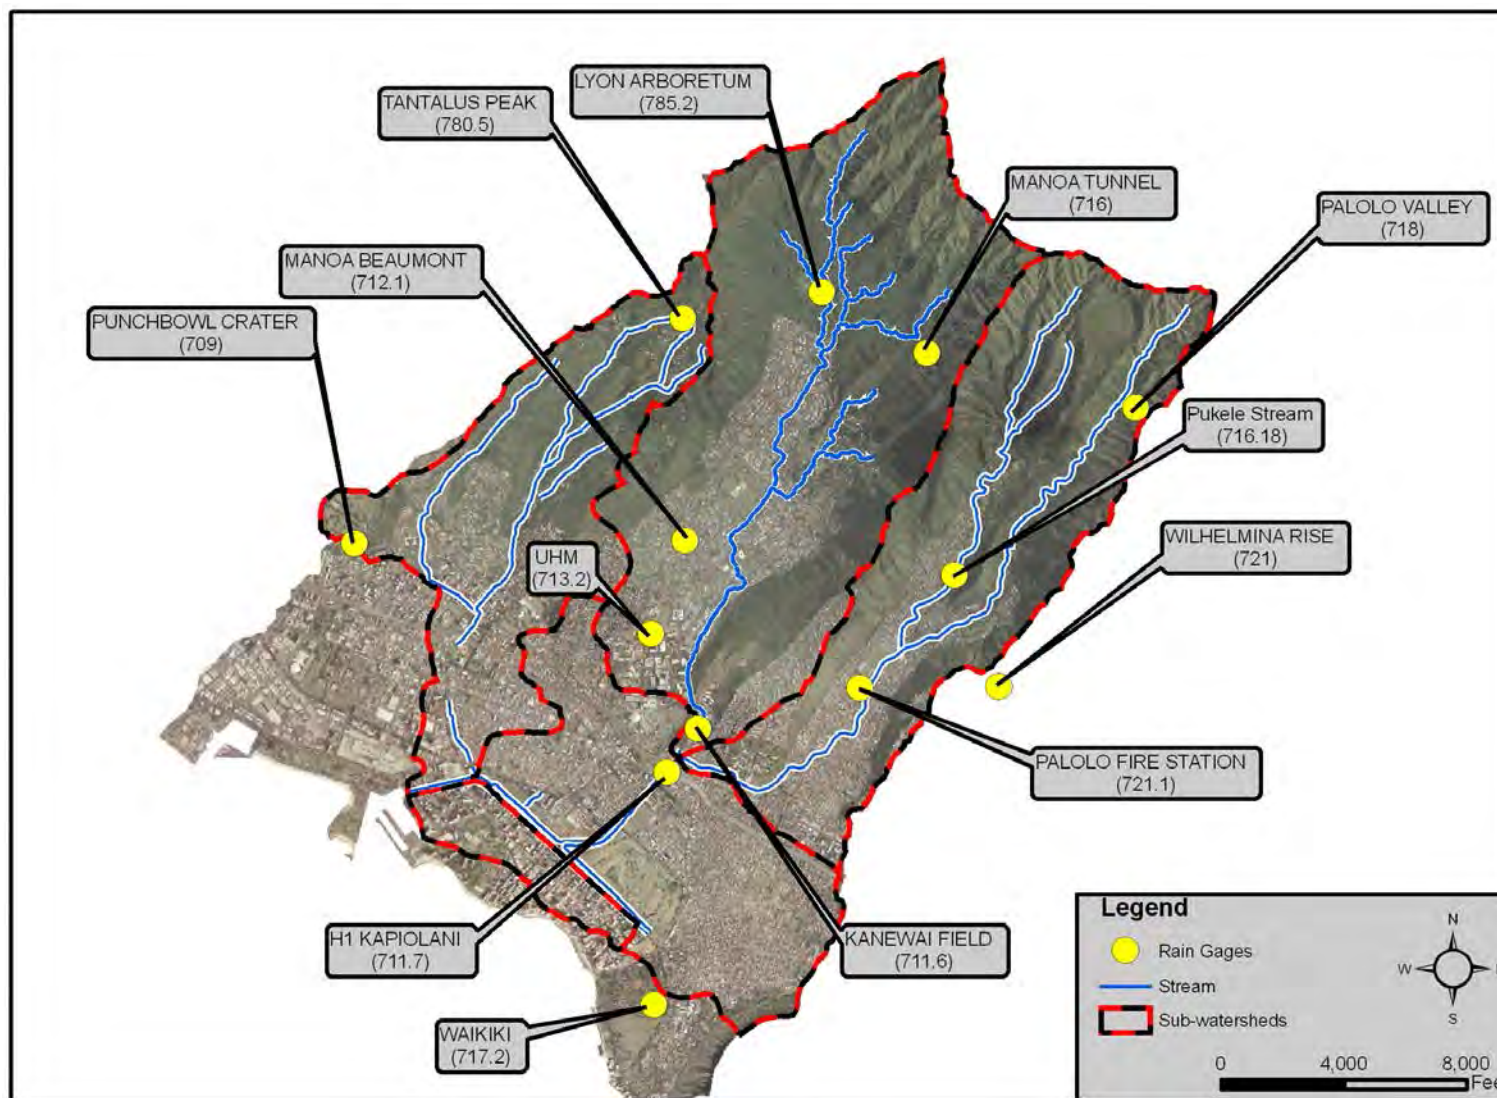 LYON ARBORETUM
(785.2)
TANTALUS PEAK
(780.5)
MANOA TUNNEL
(716)
PALOLO VALLEY
(718)
MANOA BEAUMONT
(712.1)
PUNCHBOWL CRATER
(709)
Pukele Stream
(716.18)
WILHELMINA RISE
(721)
UHM
(713.2)
PALOLO FIRE STATION
(721.1)
H1 KAPIOLANI
(711.7)
KANEWAI FIELD
(711.6)
WAIKIKI
(717.2)
Legend
Rain Gages
Stream
Sub-watersheds
N
W
S
0 4,000 8,000
Fee